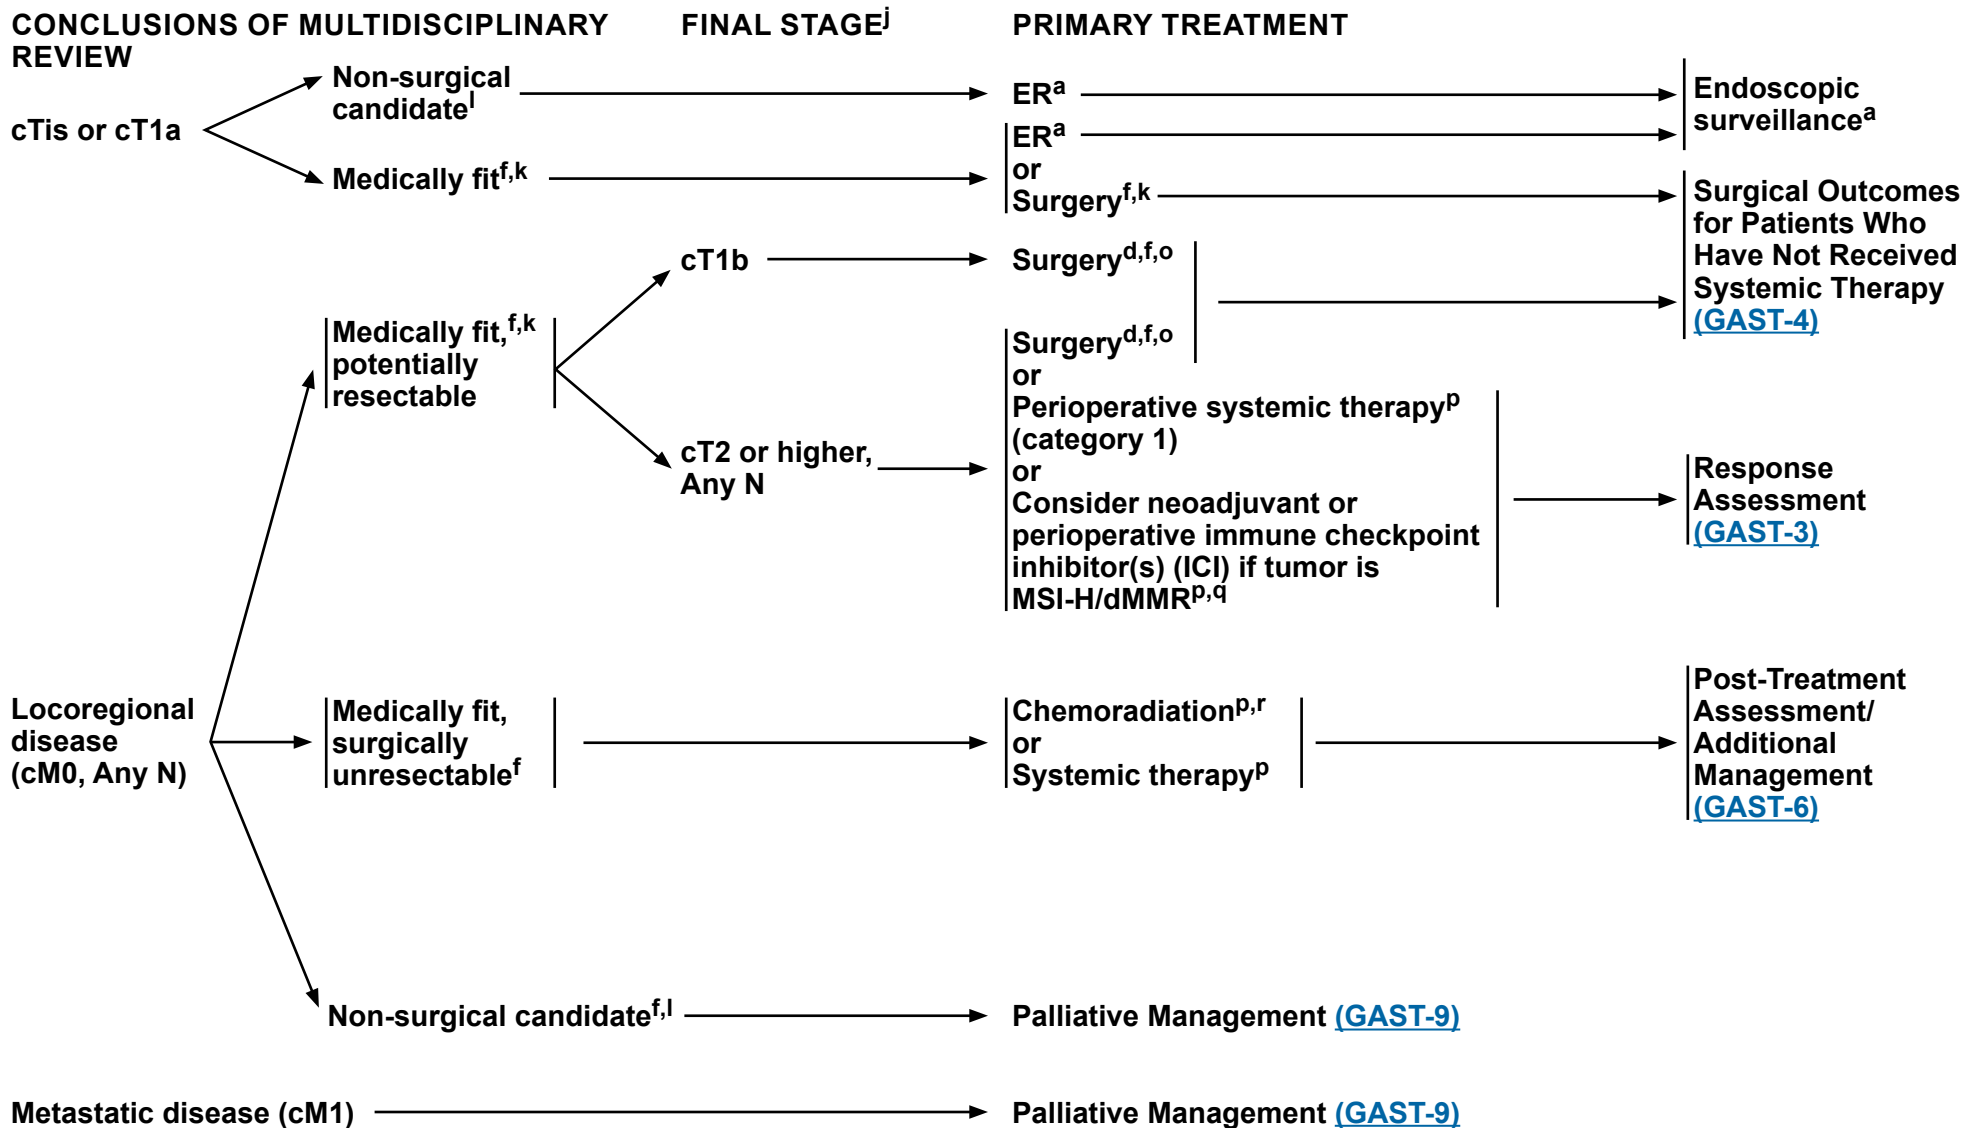 CONCLUSIONS OF MULTIDISCIPLINARY
REVIEW
FINAL STAGEj
PRIMARY TREATMENT
cTis or cT1a
Non-surgical
candidatel
ERa
Endoscopic
surveillancea
Medically fitf,k
ERa
or
Surgeryf,k
Surgical Outcomes
for Patients Who
Have Not Received
Systemic Therapy
(GAST-4)
Locoregional
disease
(cM0, Any N)
Medically fit,f,k
potentially
resectable
cT1b
Surgeryd,f,o
cT2 or higher,
Any N
Surgeryd,f,o
or
Perioperative systemic therapyp
(category 1)
or
Consider neoadjuvant or
perioperative immune checkpoint
inhibitor(s) (ICI) if tumor is
MSI-H/dMMRp,q
Response
Assessment
(GAST-3)
Medically fit,
surgically
unresectablef
Chemoradiationp,r
or
Systemic therapyp
Post-Treatment
Assessment/
Additional
Management
(GAST-6)
Non-surgical candidatef,l
Palliative Management (GAST-9)
Metastatic disease (cM1)
Palliative Management (GAST-9)